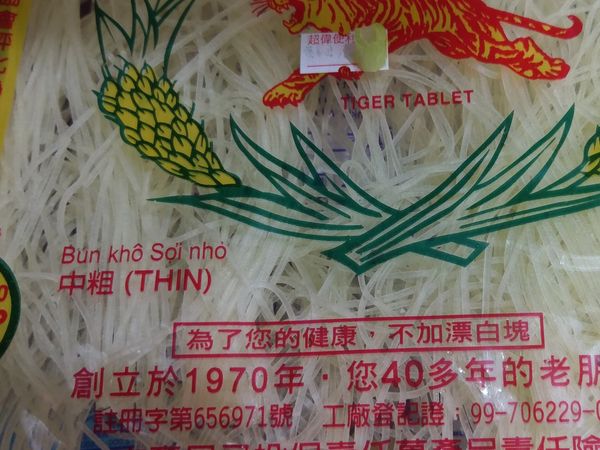 超偉便利
TIGER TABLET
Bún khô Sợi nhỏ
中粗 (THIN)
為了您的健康，不加漂白塊
創立於1970年·您40多年的老朋
註冊字第656971號 工廠登記證：99-706229-0